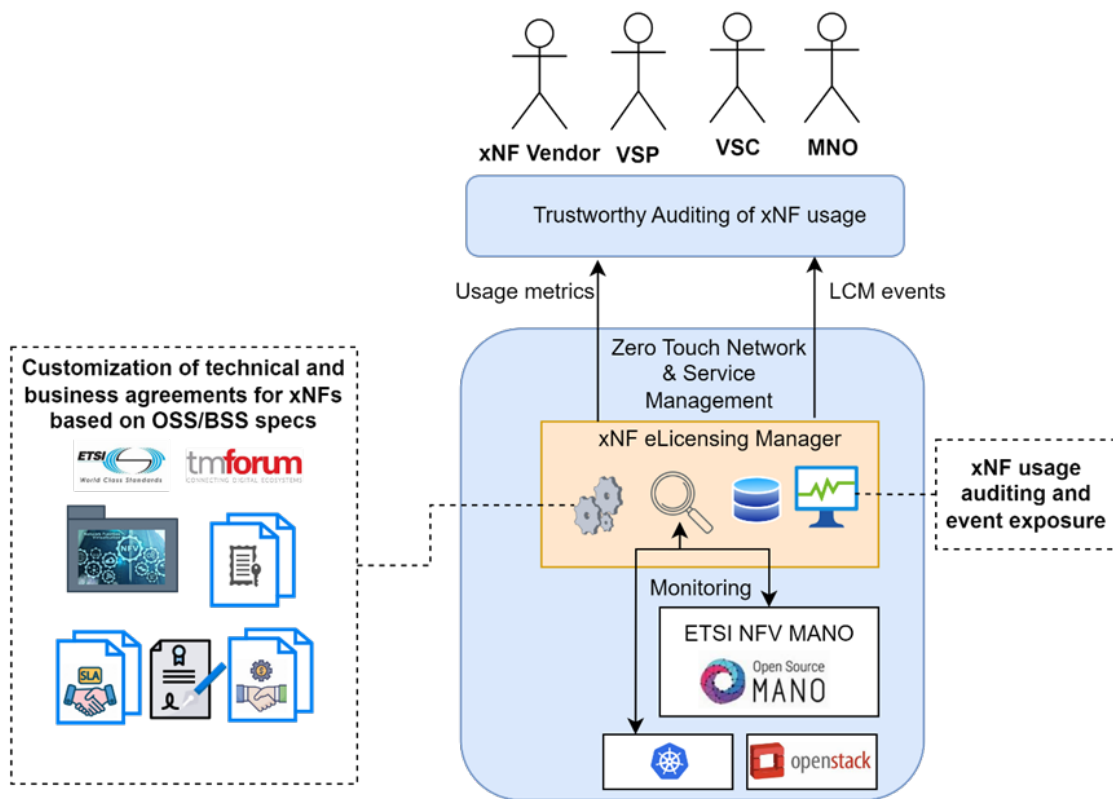 xNF Vendor
VSP
VSC
MNO
Trustworthy Auditing of xNF usage
Usage metrics
LCM events
Zero Touch Network
& Service
Management
Customization of technical and
business agreements for xNFs
based on OSS/BSS specs
ETSI
World Class Standards
tmforum
CONNECTING DIGITAL ECOSYSTEMS
NFV
SLA
xNF eLicensing Manager
xNF usage
auditing and
event exposure
Monitoring
ETSI NFV MANO
Open Source
MANO
openstack